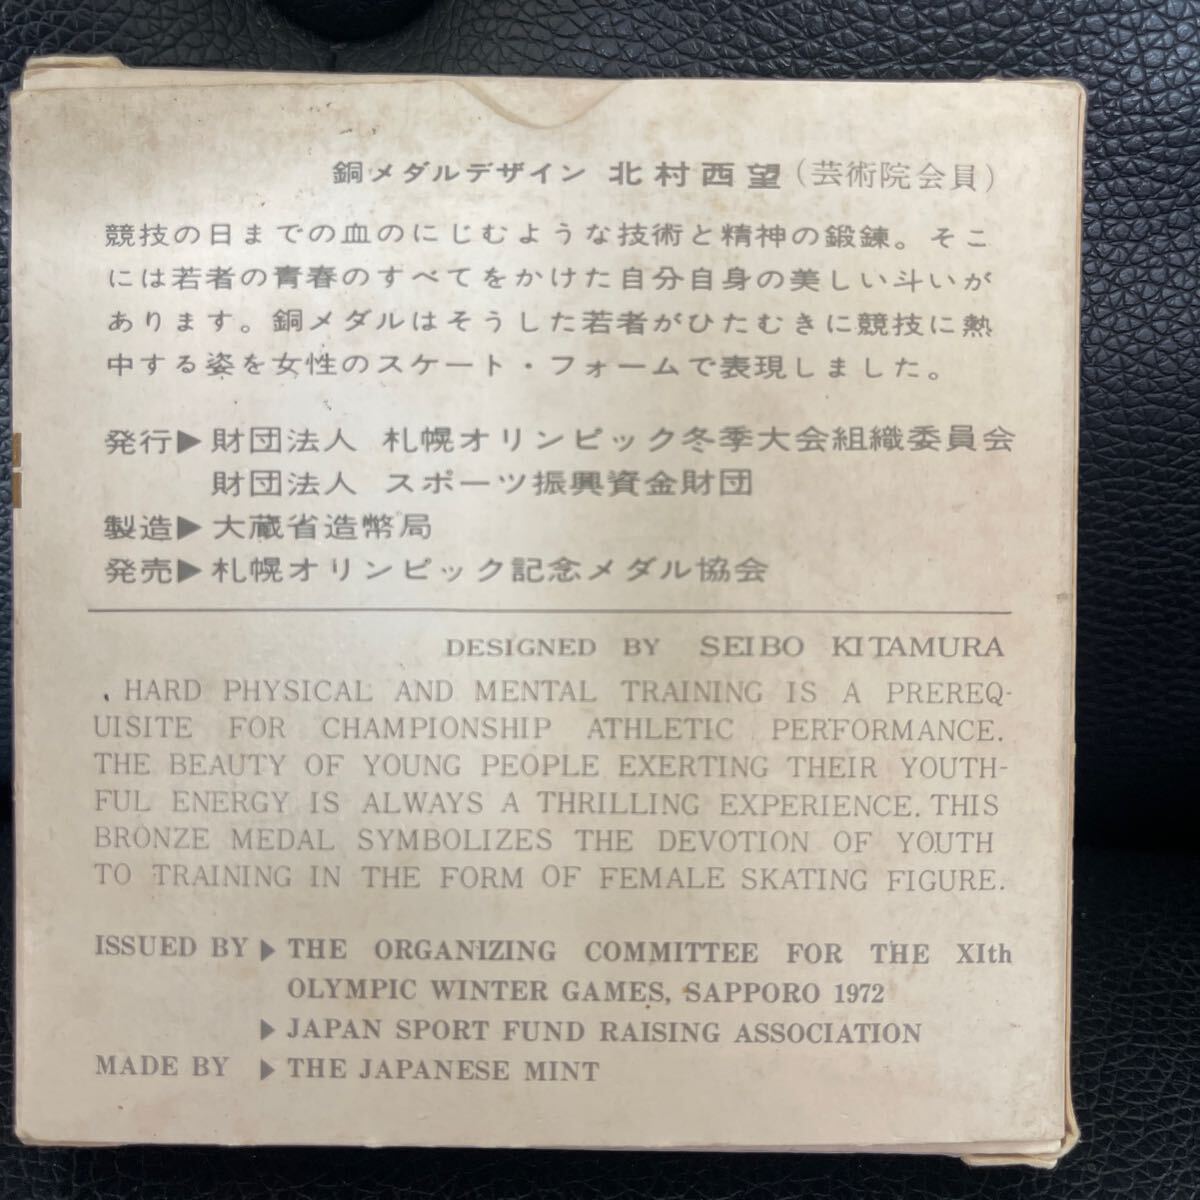 銅メダルデザイン 北村西望(芸術院会員)
競技の日までの血のにじむような技術と精神の鍛錬。そこ
には若者の青春のすべてをかけた自分自身の美しい斗いが
あります。銅メダルはそうした若者がひたむきに競技に熱
中する姿を女性のスケート・フォームで表現しました。
発行▶財団法人 札幌オリンピック冬季大会組織委員会
財団法人 スポーツ振興資金財団
製造▶大蔵省造幣局
発売▶札幌オリンピック記念メダル協会
DESIGNED BY SEIBO KITAMURA
HARD PHYSICAL AND MENTAL TRAINING IS A PREREQ-
UISITE FOR CHAMPIONSHIP ATHLETIC PERFORMANCE.
THE BEAUTY OF YOUNG PEOPLE EXERTING THEIR YOUTH-
FUL ENERGY IS ALWAYS A THRILLING EXPERIENCE. THIS
BRONZE MEDAL SYMBOLIZES THE DEVOTION OF YOUTH
TO TRAINING IN THE FORM OF FEMALE SKATING FIGURE.
ISSUED BY ▶ THE ORGANIZING COMMITTEE FOR THE XIth
OLYMPIC WINTER GAMES, SAPPORO 1972
▶ JAPAN SPORT FUND RAISING ASSOCIATION
MADE BY ▶ THE JAPANESE MINT